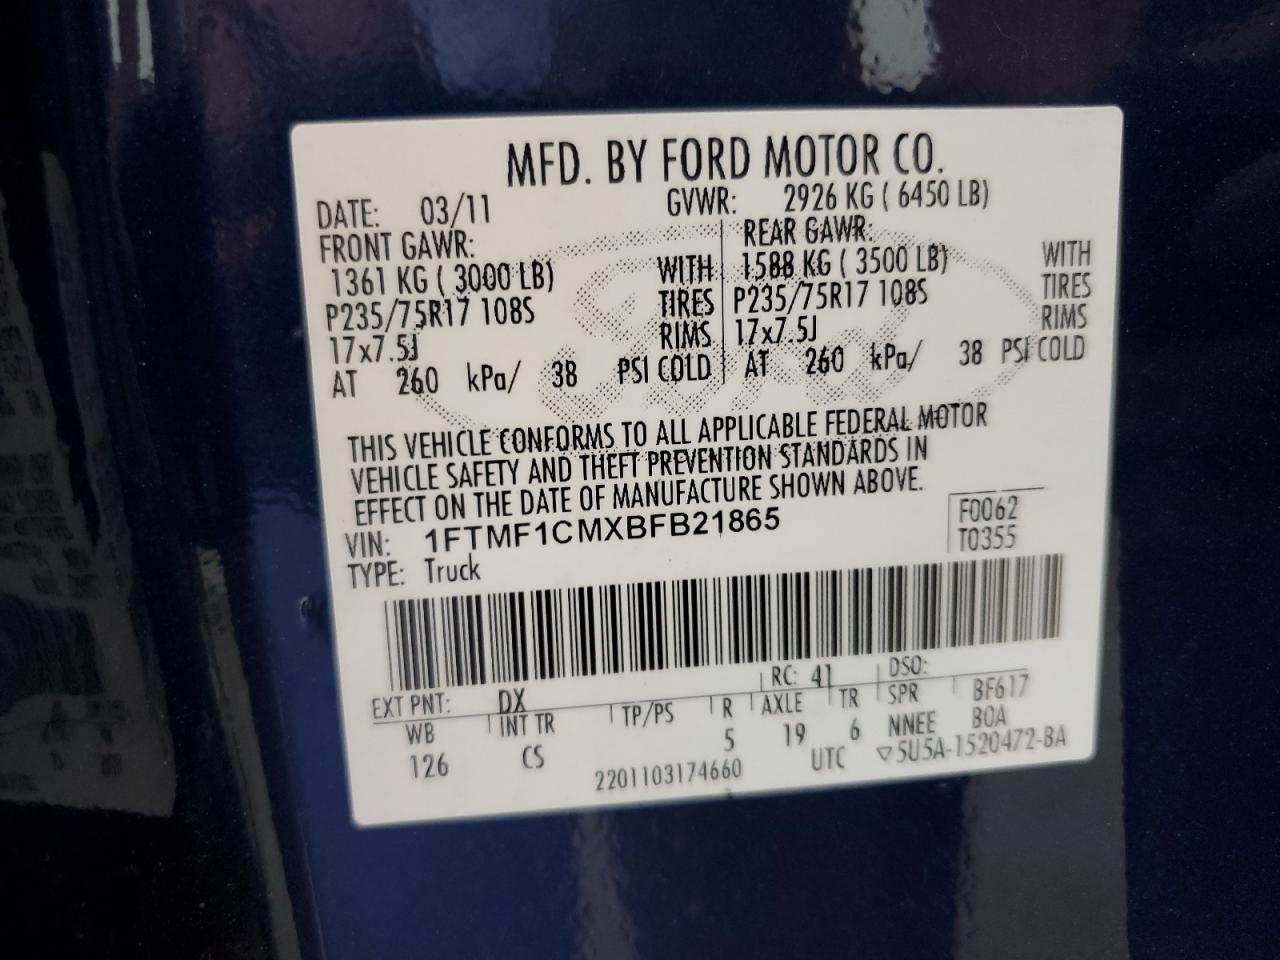 MFD. BY FORD MOTOR CO.
DATE: 03/11 GVWR: 2926 KG ( 6450 LB)
FRONT GAWR: REAR GAWR:
1361 KG ( 3000 LB) WITH 1588 KG ( 3500 LB) WITH
P235/75R17 108S TIRES P235/75R17 108S TIRES
17x7.5J RIMS 17x7.5J RIMS
AT 260 kPa/ 38 PSI COLD AT 260 kPa/ 38 PSI COLD
THIS VEHICLE CONFORMS TO ALL APPLICABLE FEDERAL MOTOR
VEHICLE SAFETY AND THEFT PREVENTION STANDARDS IN
EFFECT ON THE DATE OF MANUFACTURE SHOWN ABOVE.
VIN: 1FTMF1CMXBFB21865 F0062
TYPE: Truck T0355
EXT PNT: DX RC: 41 DSO:
WB INT TR TP/PS R AXLE TR SPR BF617
126 CS 5 19 6 NNEE BOA
2201103174660 UTC ▽5U5A-1520472-BA